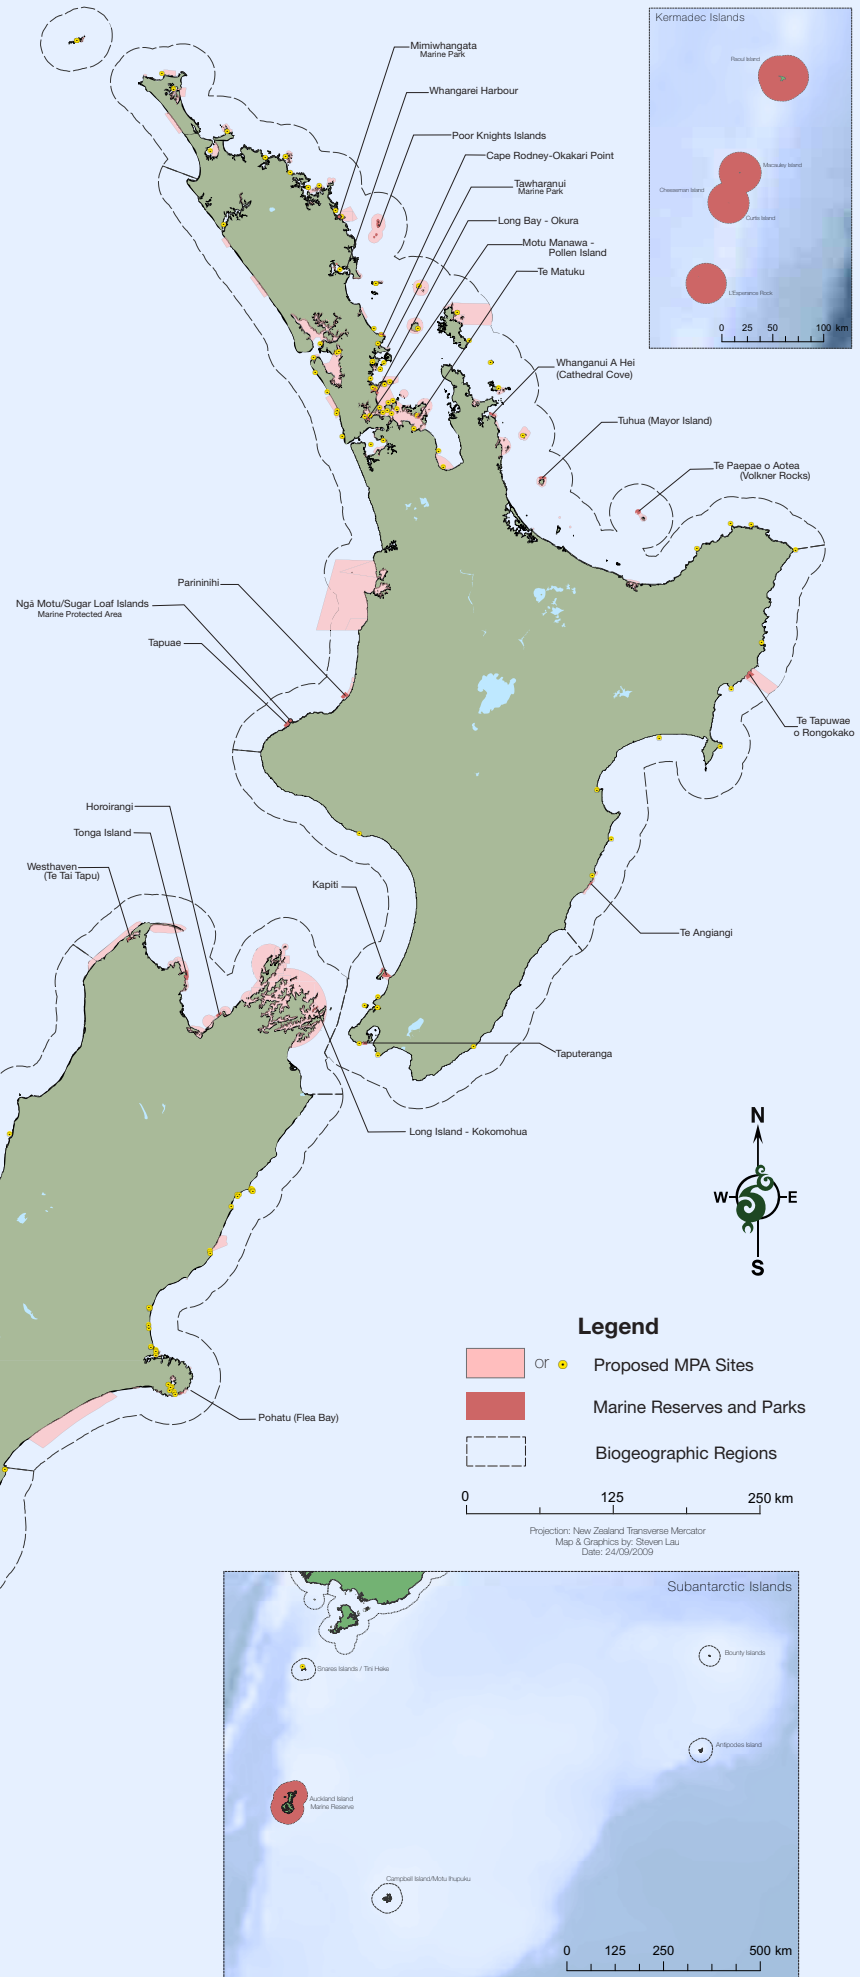 Kermadec Islands
Raoul Island
Macauley Island
Cheeseman Island
Curtis Island
L'Esperance Rock
0 25 50 100 km
Mimiwhangata
Marine Park
Whangarei Harbour
Poor Knights Islands
Cape Rodney-Okakari Point
Tawharanui
Marine Park
Long Bay - Okura
Motu Manawa -
Pollen Island
Te Matuku
Whanganui A Hei
(Cathedral Cove)
Tuhua (Mayor Island)
Te Paepae o Aotea
(Volkner Rocks)
Parininihi
Ngā Motu/Sugar Loaf Islands
Marine Protected Area
Tapuae
Te Tapuwae
o Rongokako
Horoirangi
Tonga Island
Westhaven
(Te Tai Tapu)
Kapiti
Te Angiangi
Taputeranga
Long Island - Kokomohua
N
W E
S
Legend
or Proposed MPA Sites
Marine Reserves and Parks
Biogeographic Regions
Pohatu (Flea Bay)
0 125 250 km
Projection: New Zealand Transverse Mercator
Map & Graphics by: Steven Lau
Date: 24/09/2009
Subantarctic Islands
Snares Islands / Tini Heke
Bounty Islands
Antipodes Island
Auckland Island
Marine Reserve
Campbell Island/Motu Ihupuku
0 125 250 500 km